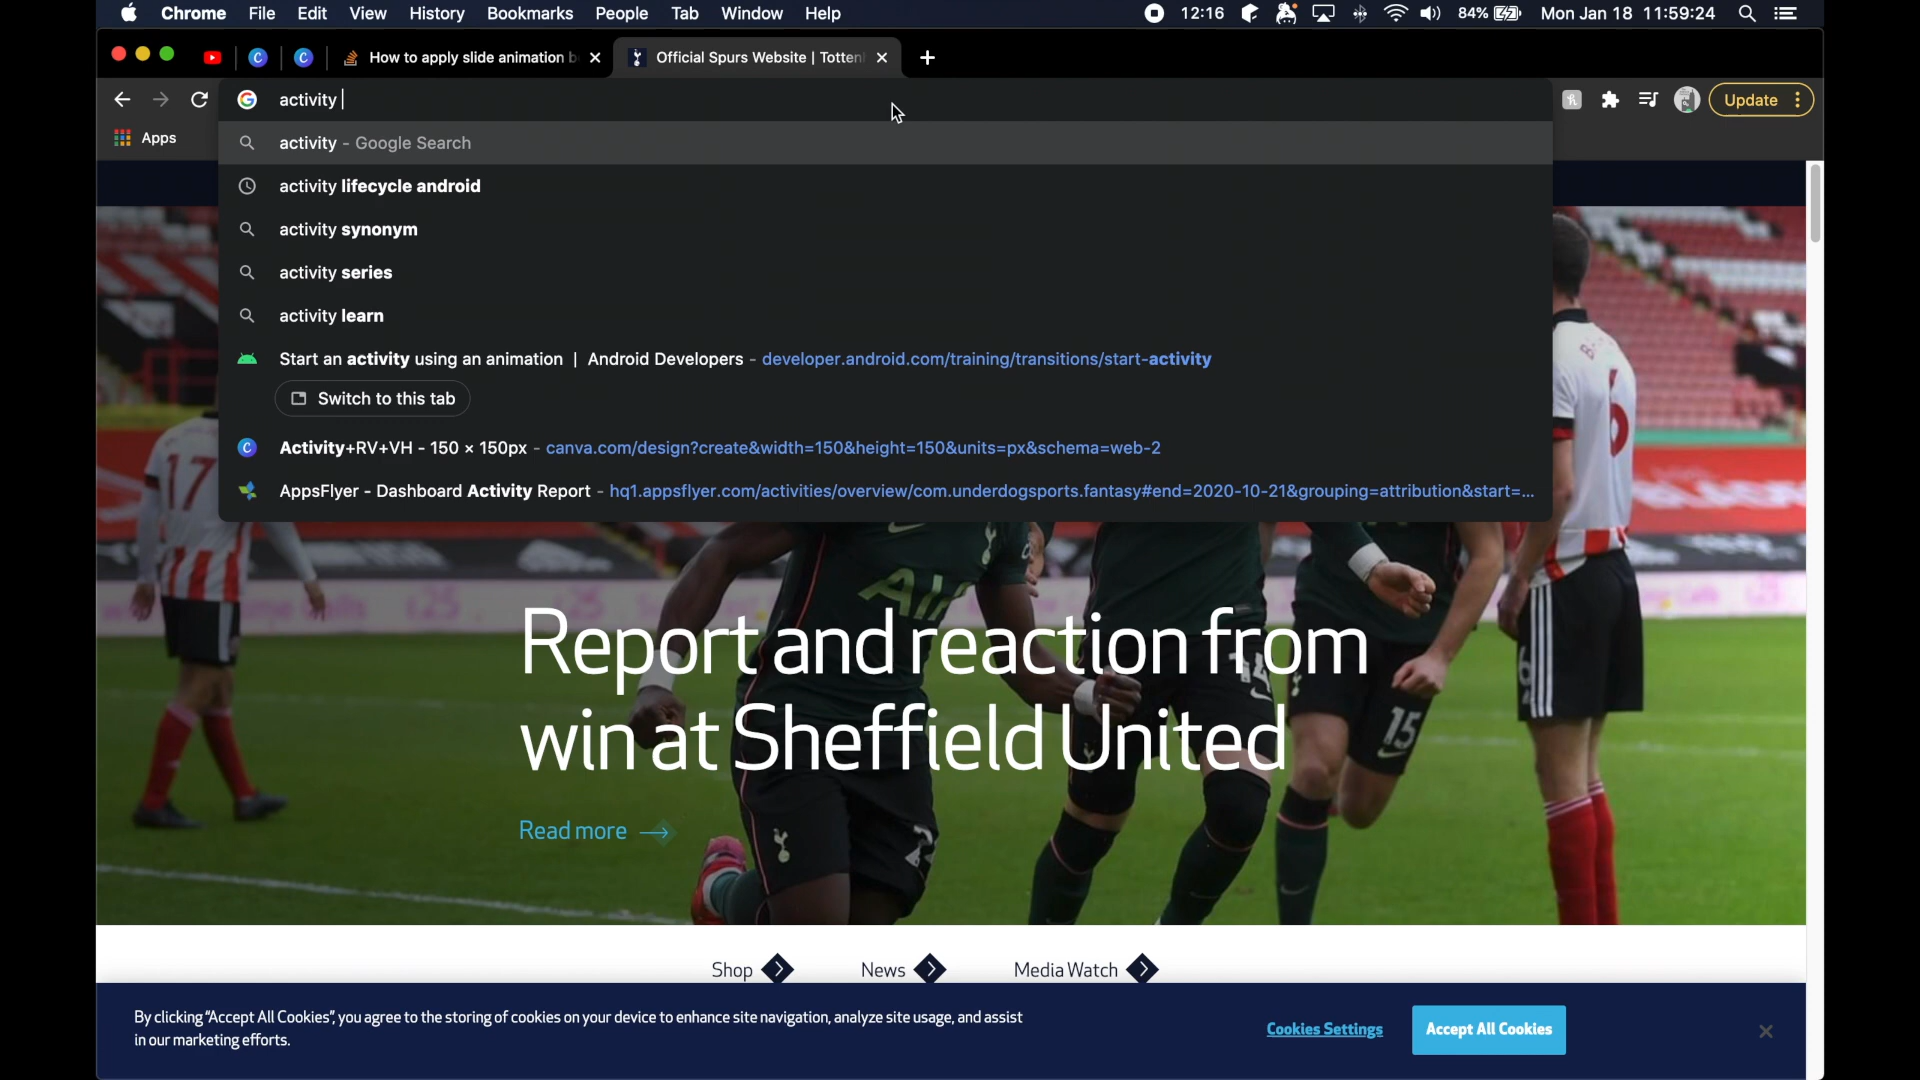 Chrome File Edit View History Bookmarks People Tab Window Help 12:16 84% Mon Jan 18 11:59:24
How to apply slide animation b Official Spurs Website | Totten
activity
Update
Apps
activity - Google Search
activity lifecycle android
activity synonym
activity series
activity learn
Start an activity using an animation | Android Developers - developer.android.com/training/transitions/start-activity
Switch to this tab
Activity+RV+VH - 150 × 150px - canva.com/design?create&width=150&height=150&units=px&schema=web-2
AppsFlyer - Dashboard Activity Report - hq1.appsflyer.com/activities/overview/com.underdogsports.fantasy#end=2020-10-21&grouping=attribution&start=...
17
6
AIA
14
15
Report and reaction from
win at Sheffield United
Read more
Shop News Media Watch
By clicking “Accept All Cookies”, you agree to the storing of cookies on your device to enhance site navigation, analyze site usage, and assist
in our marketing efforts.
Cookies Settings
Accept All Cookies